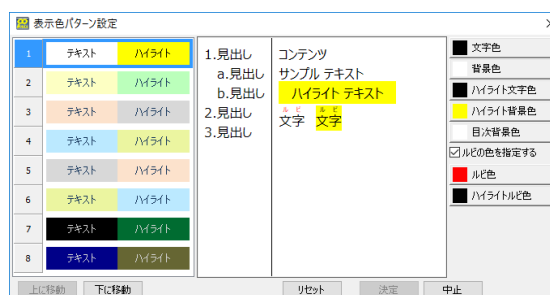 表示色パターン設定
1 テキスト ハイライト
2 テキスト ハイライト
3 テキスト ハイライト
4 テキスト ハイライト
5 テキスト ハイライト
6 テキスト ハイライト
7 テキスト ハイライト
8 テキスト ハイライト
1.見出し
a.見出し
b.見出し
2.見出し
3.見出し
コンテンツ
サンプル テキスト
ハイライト テキスト
ルビ ルビ
文字 文字
文字色
背景色
ハイライト文字色
ハイライト背景色
目次背景色
ルビの色を指定する
ルビ色
ハイライトルビ色
上に移動 下に移動 リセット 決定 中止